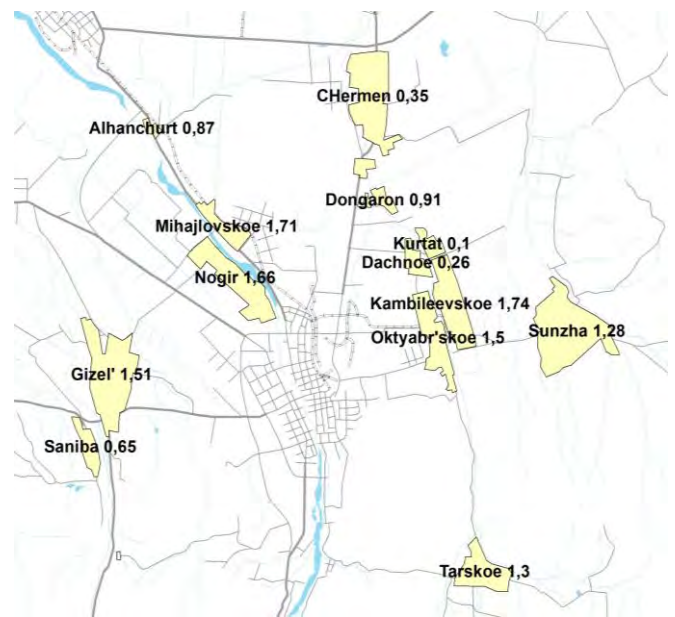 CHermen 0,35
Alhanchurt 0,87
Dongaron 0,91
Mihajlovskoe 1,71
Kurtat 0,1
Dachnoe 0,26
Nogir 1,66
Kambileevskoe 1,74
Sunzha 1,28
Oktyabr'skoe 1,5
Gizel' 1,51
Saniba 0,65
Tarskoe 1,3